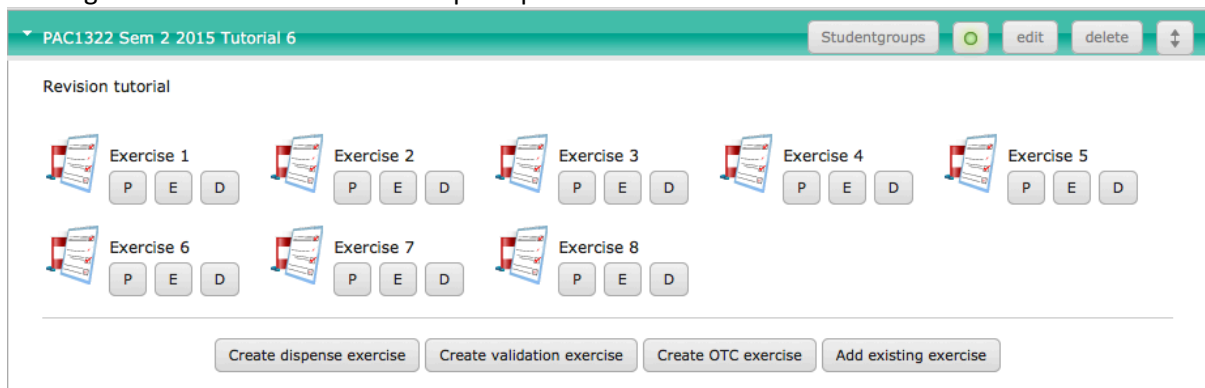 PAC1322 Sem 2 2015 Tutorial 6 Studentgroups edit delete
Revision tutorial
Exercise 1 Exercise 2 Exercise 3 Exercise 4 Exercise 5
P E D P E D P E D P E D P E D
Exercise 6 Exercise 7 Exercise 8
P E D P E D P E D
Create dispense exercise Create validation exercise Create OTC exercise Add existing exercise